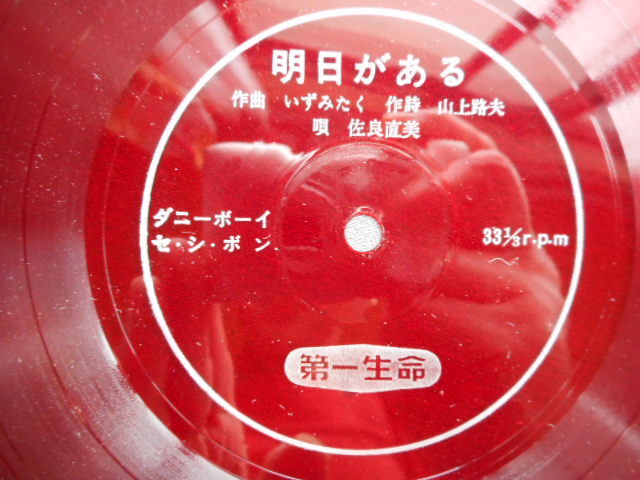 明日がある
作曲 いずみたく 作詩 山上路夫
唄 佐良直美
ダニーボーイ
セ・シ・ボン
33⅓r.p.m
第一生命